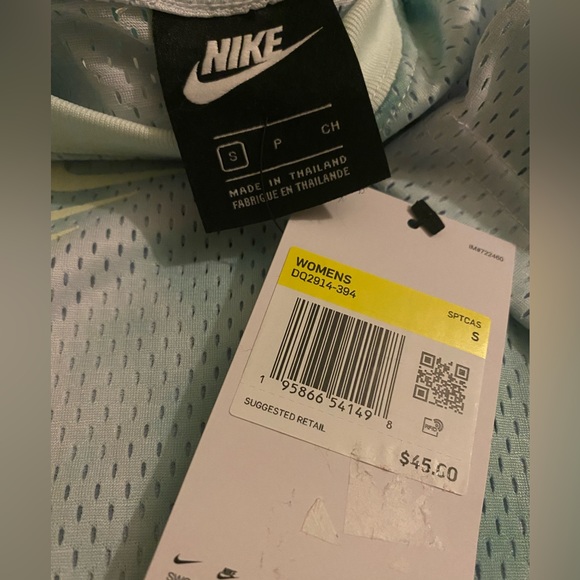 NIKE
S P CH
MADE IN THAILAND
FABRIQUE EN THAILANDE
WOMENS
DQ2914-394
SPTCAS
S
1 95866 54149 8
SUGGESTED RETAIL
RFID
$45.00